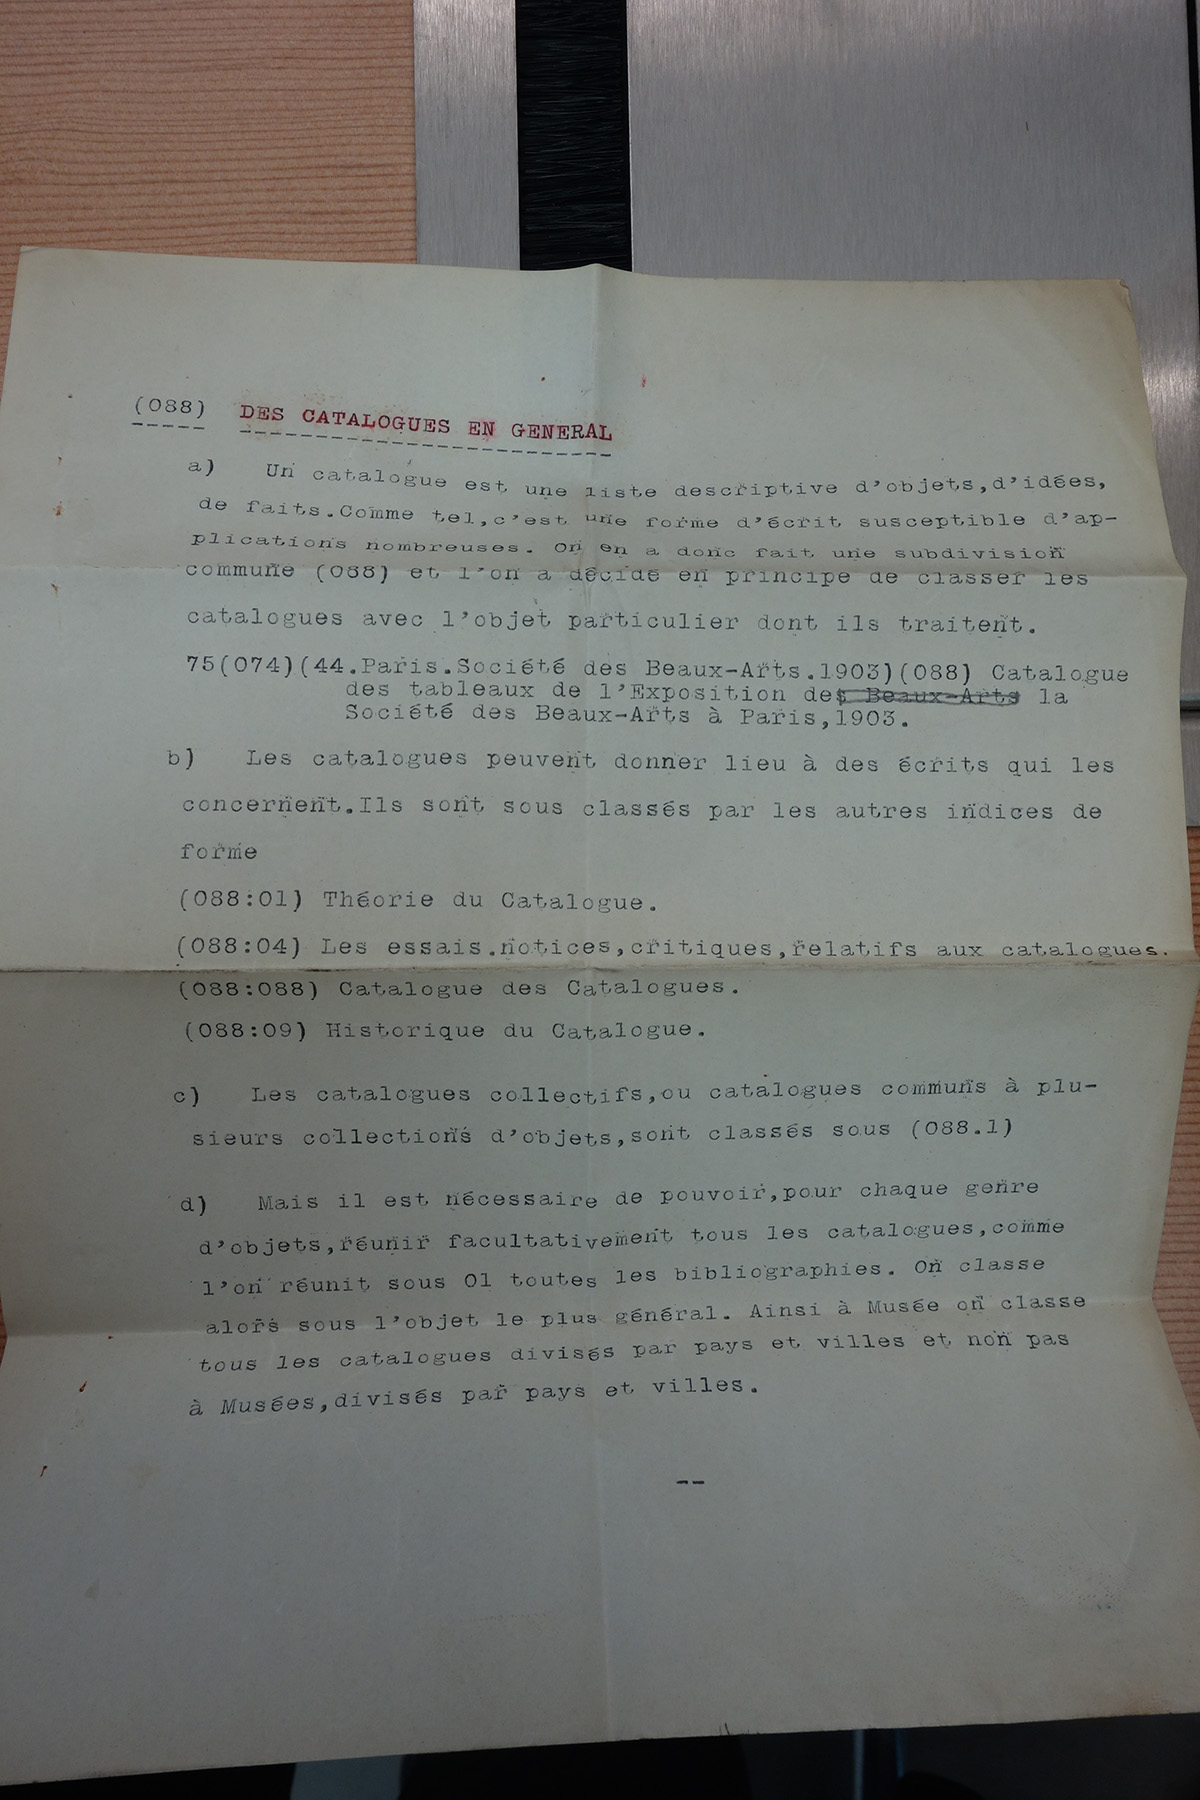 (088) DES CATALOGUES EN GENERAL
a) Un catalogue est une liste descriptive d'objets,d'idées,
de faits.Comme tel,c'est une forme d'écrit susceptible d'ap-
plications nombreuses. On en a donc fait une subdivision
commune (088) et l'on a décidé en principe de classer les
catalogues avec l'objet particulier dont ils traitent.
75(074)(44.Paris.Société des Beaux-Arts.1903)(088) Catalogue
des tableaux de l'Exposition des Beaux-Arts la
Société des Beaux-Arts à Paris,1903.
b) Les catalogues peuvent donner lieu à des écrits qui les
concernent.Ils sont sous classés par les autres indices de
forme
(088:01) Théorie du Catalogue.
(088:04) Les essais.notices,critiques,relatifs aux catalogues.
(088:088) Catalogue des Catalogues.
(088:09) Historique du Catalogue.
c) Les catalogues collectifs,ou catalogues communs à plu-
sieurs collections d'objets,sont classés sous (088.1)
d) Mais il est nécessaire de pouvoir,pour chaque genre
d'objets,réunir facultativement tous les catalogues,comme
l'on réunit sous 01 toutes les bibliographies. On classe
alors sous l'objet le plus général. Ainsi à Musée on classe
tous les catalogues divisés par pays et villes et non pas
à Musées,divisés par pays et villes.
--